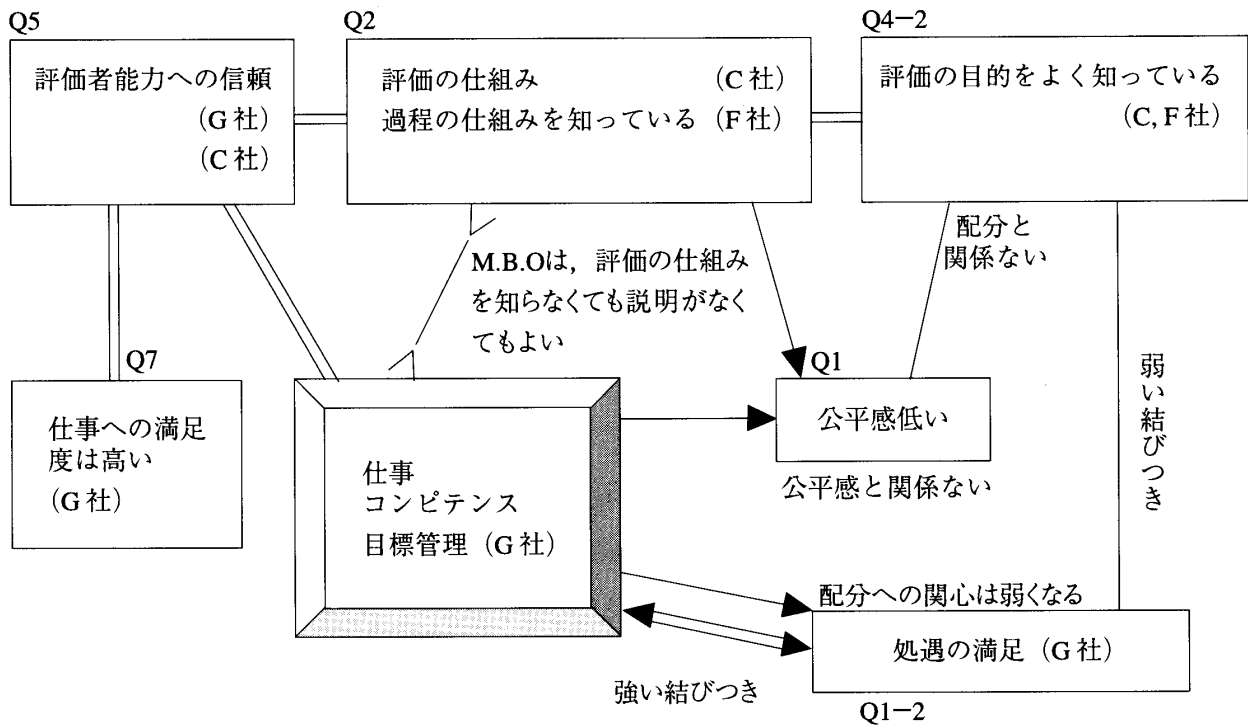 Q5
評価者能力への信頼
（G社）
（C社）
Q2
評価の仕組み （C社）
過程の仕組みを知っている（F社）
Q4－2
評価の目的をよく知っている
（C, F社）
M.B.Oは，評価の仕組み
を知らなくても説明がなく
てもよい
配分と
関係ない
Q7
仕事への満足
度は高い
（G社）
仕事
コンピテンス
目標管理（G社）
Q1
公平感低い
公平感と関係ない
弱い結びつき
配分への関心は弱くなる
処遇の満足（G社）
Q1－2
強い結びつき